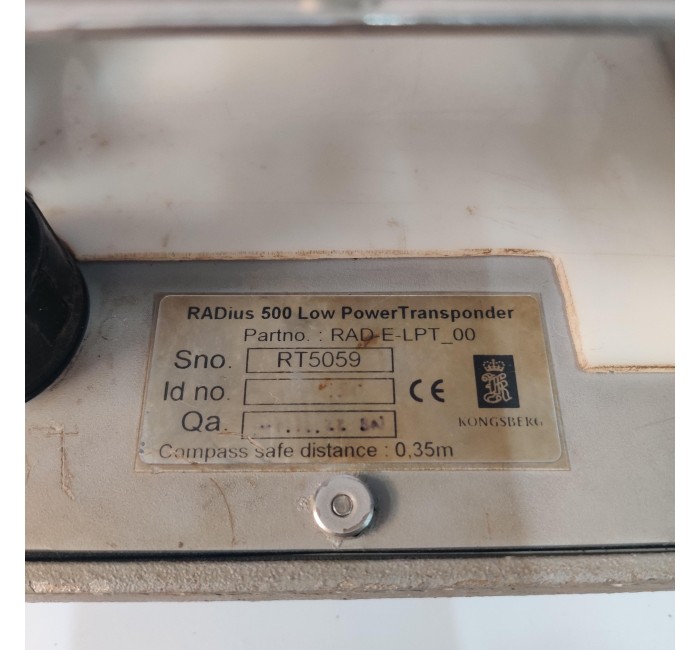 RADius 500 Low PowerTransponder
Partno. : RAD-E-LPT_00
Sno. RT5059
Id no.
CE
KONGSBERG
Qa.
Compass safe distance : 0,35m